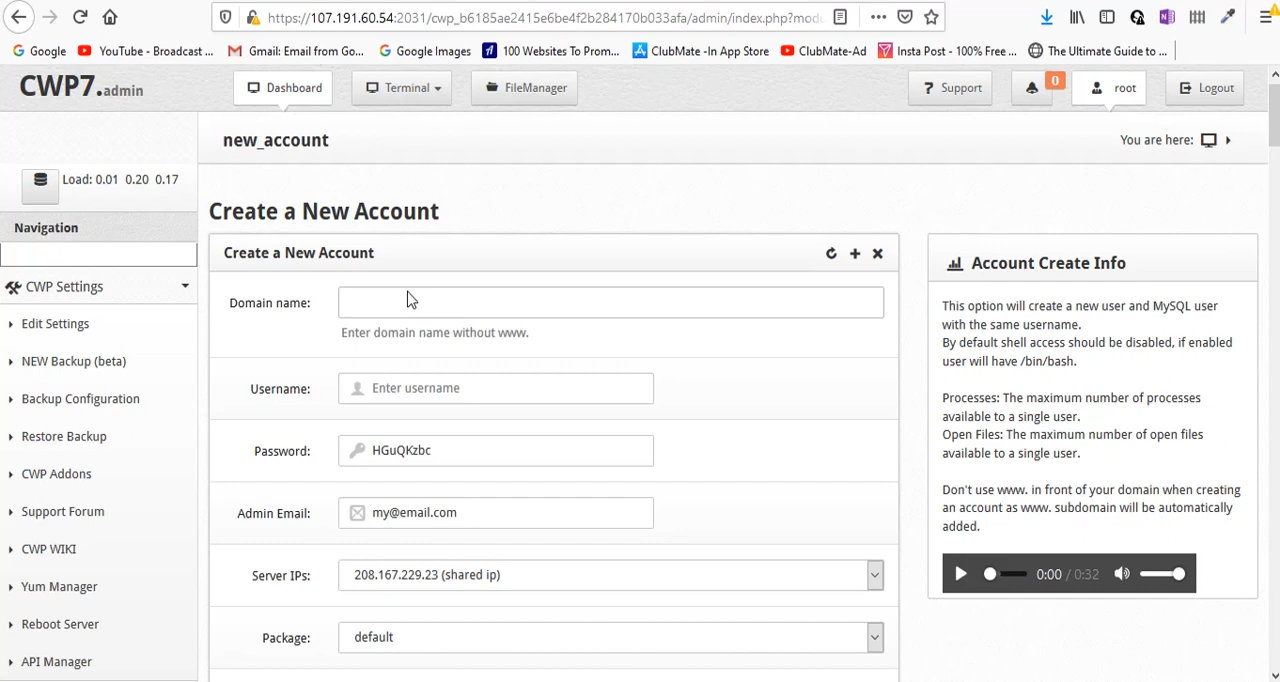 https://107.191.60.54:2031/cwp_b6185ae2415e6be4f2b284170b033afa/admin/index.php?modu
Google YouTube - Broadcast ... Gmail: Email from Go... Google Images 100 Websites To Prom... ClubMate -In App Store ClubMate-Ad Insta Post - 100% Free ... The Ultimate Guide to ...
CWP7.admin Dashboard Terminal FileManager ? Support 0 root Logout
new_account You are here:
Load: 0.01 0.20 0.17
Navigation
CWP Settings
Edit Settings
NEW Backup (beta)
Backup Configuration
Restore Backup
CWP Addons
Support Forum
CWP WIKI
Yum Manager
Reboot Server
API Manager
Create a New Account
Create a New Account
Domain name:
Enter domain name without www.
Username: Enter username
Password: HGuQKzbc
Admin Email: my@email.com
Server IPs: 208.167.229.23 (shared ip)
Package: default
Account Create Info
This option will create a new user and MySQL user
with the same username.
By default shell access should be disabled, if enabled
user will have /bin/bash.
Processes: The maximum number of processes
available to a single user.
Open Files: The maximum number of open files
available to a single user.
Don't use www. in front of your domain when creating
an account as www. subdomain will be automatically
added.
0:00 / 0:32